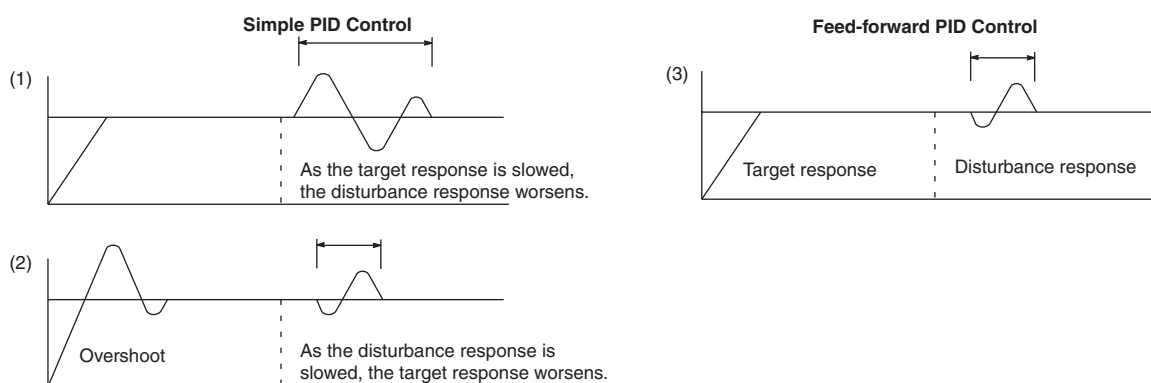 Simple PID Control
(1)
As the target response is slowed,
the disturbance response worsens.
(2)
Overshoot
As the disturbance response is
slowed, the target response worsens.
Feed-forward PID Control
(3)
Target response
Disturbance response